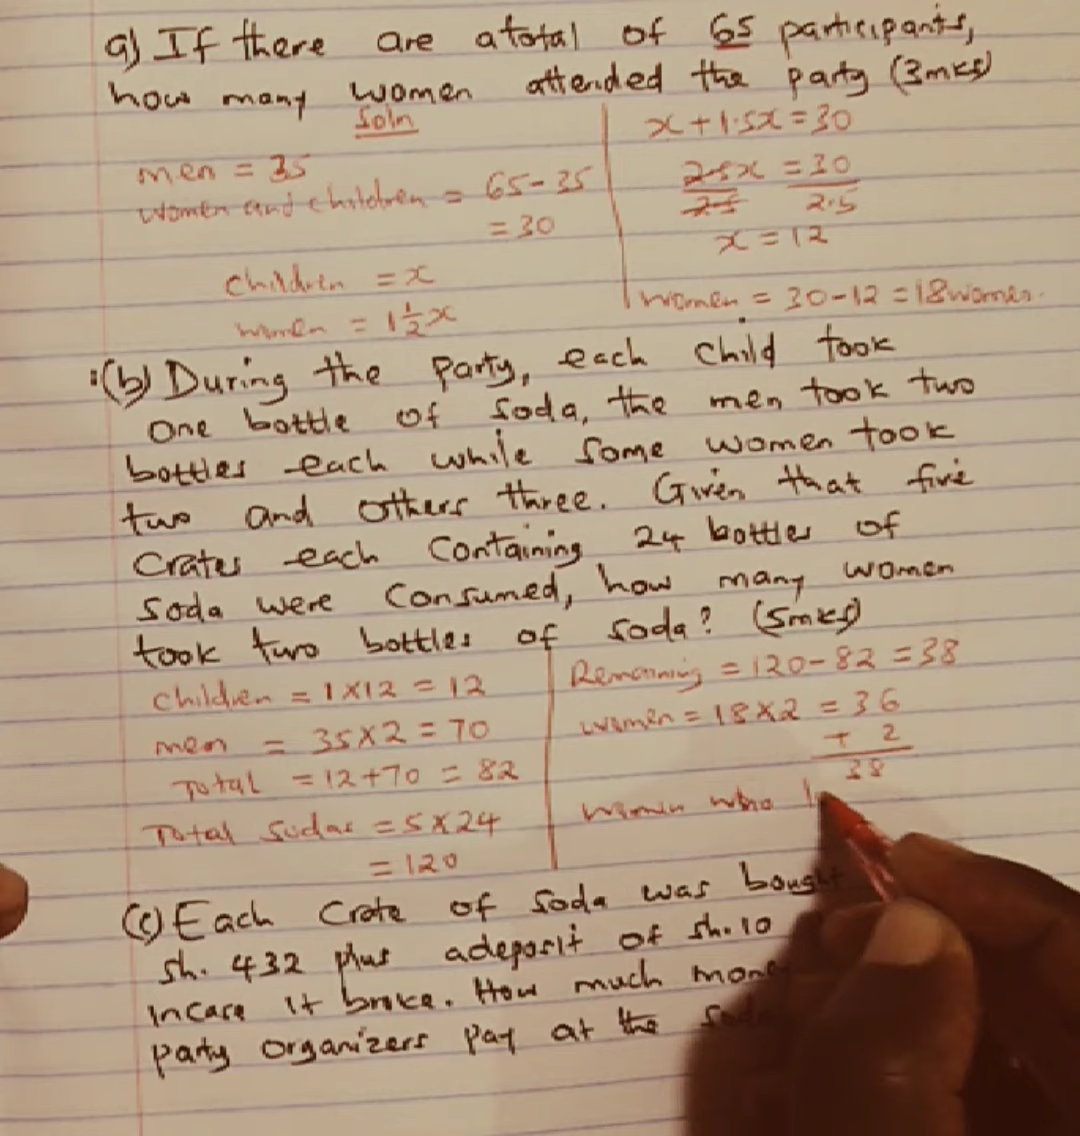 a) If there are a total of 65 participants,
how many women attended the party (3mks)
Soln
men = 35
women and children = 65-35
= 30
children = x
women = 1 1/2 x
x + 1.5x = 30
2.5x = 30
2.5 2.5
x = 12
women = 30-12 = 18 women.
(b) During the party, each child took
one bottle of soda, the men took two
bottles each while some women took
two and others three. Given that five
crates each containing 24 bottles of
soda were consumed, how many women
took two bottles of soda? (5mks)
children = 1 x 12 = 12
men = 35 x 2 = 70
Total = 12+70 = 82
Total sodas = 5 x 24
= 120
Remaining = 120-82 = 38
women = 18 x 2 = 36
+ 2
38
women who
(c) Each crate of soda was bought
sh. 432 plus a deposit of sh. 10
incase it broke. How much
party organizers pay at the